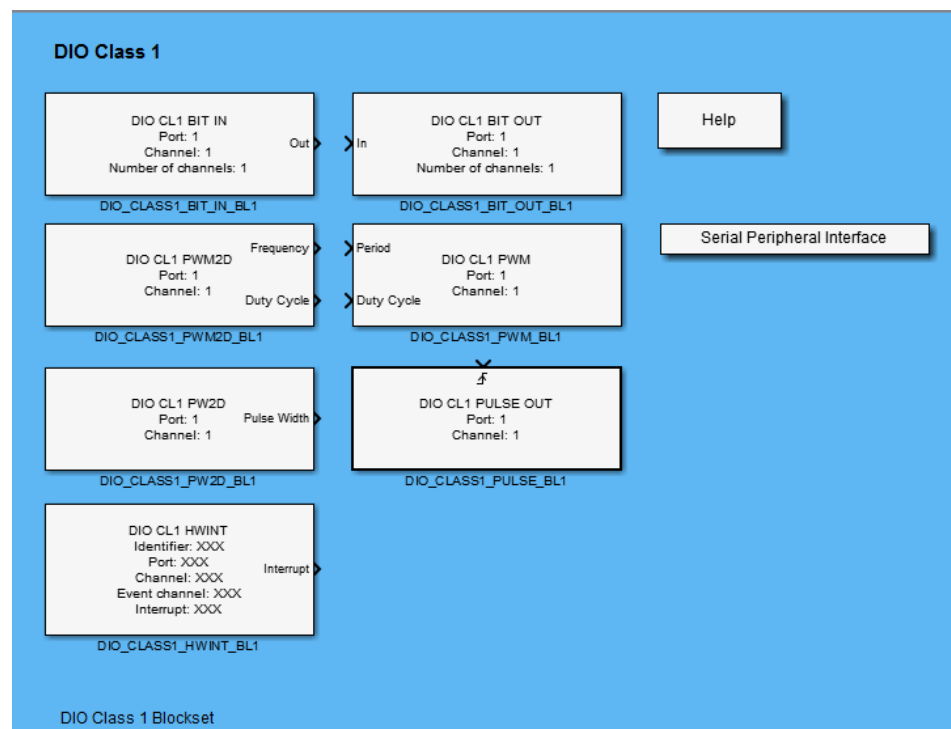 DIO Class 1
DIO CL1 BIT IN
Port: 1
Channel: 1
Number of channels: 1
Out
DIO_CLASS1_BIT_IN_BL1
In
DIO CL1 BIT OUT
Port: 1
Channel: 1
Number of channels: 1
DIO_CLASS1_BIT_OUT_BL1
Help
DIO CL1 PWM2D
Port: 1
Channel: 1
Frequency
Duty Cycle
DIO_CLASS1_PWM2D_BL1
Period
Duty Cycle
DIO CL1 PWM
Port: 1
Channel: 1
DIO_CLASS1_PWM_BL1
Serial Peripheral Interface
DIO CL1 PW2D
Port: 1
Channel: 1
Pulse Width
DIO_CLASS1_PW2D_BL1
DIO CL1 PULSE OUT
Port: 1
Channel: 1
DIO_CLASS1_PULSE_BL1
DIO CL1 HWINT
Identifier: XXX
Port: XXX
Channel: XXX
Event channel: XXX
Interrupt: XXX
Interrupt
DIO_CLASS1_HWINT_BL1
DIO Class 1 Blockset